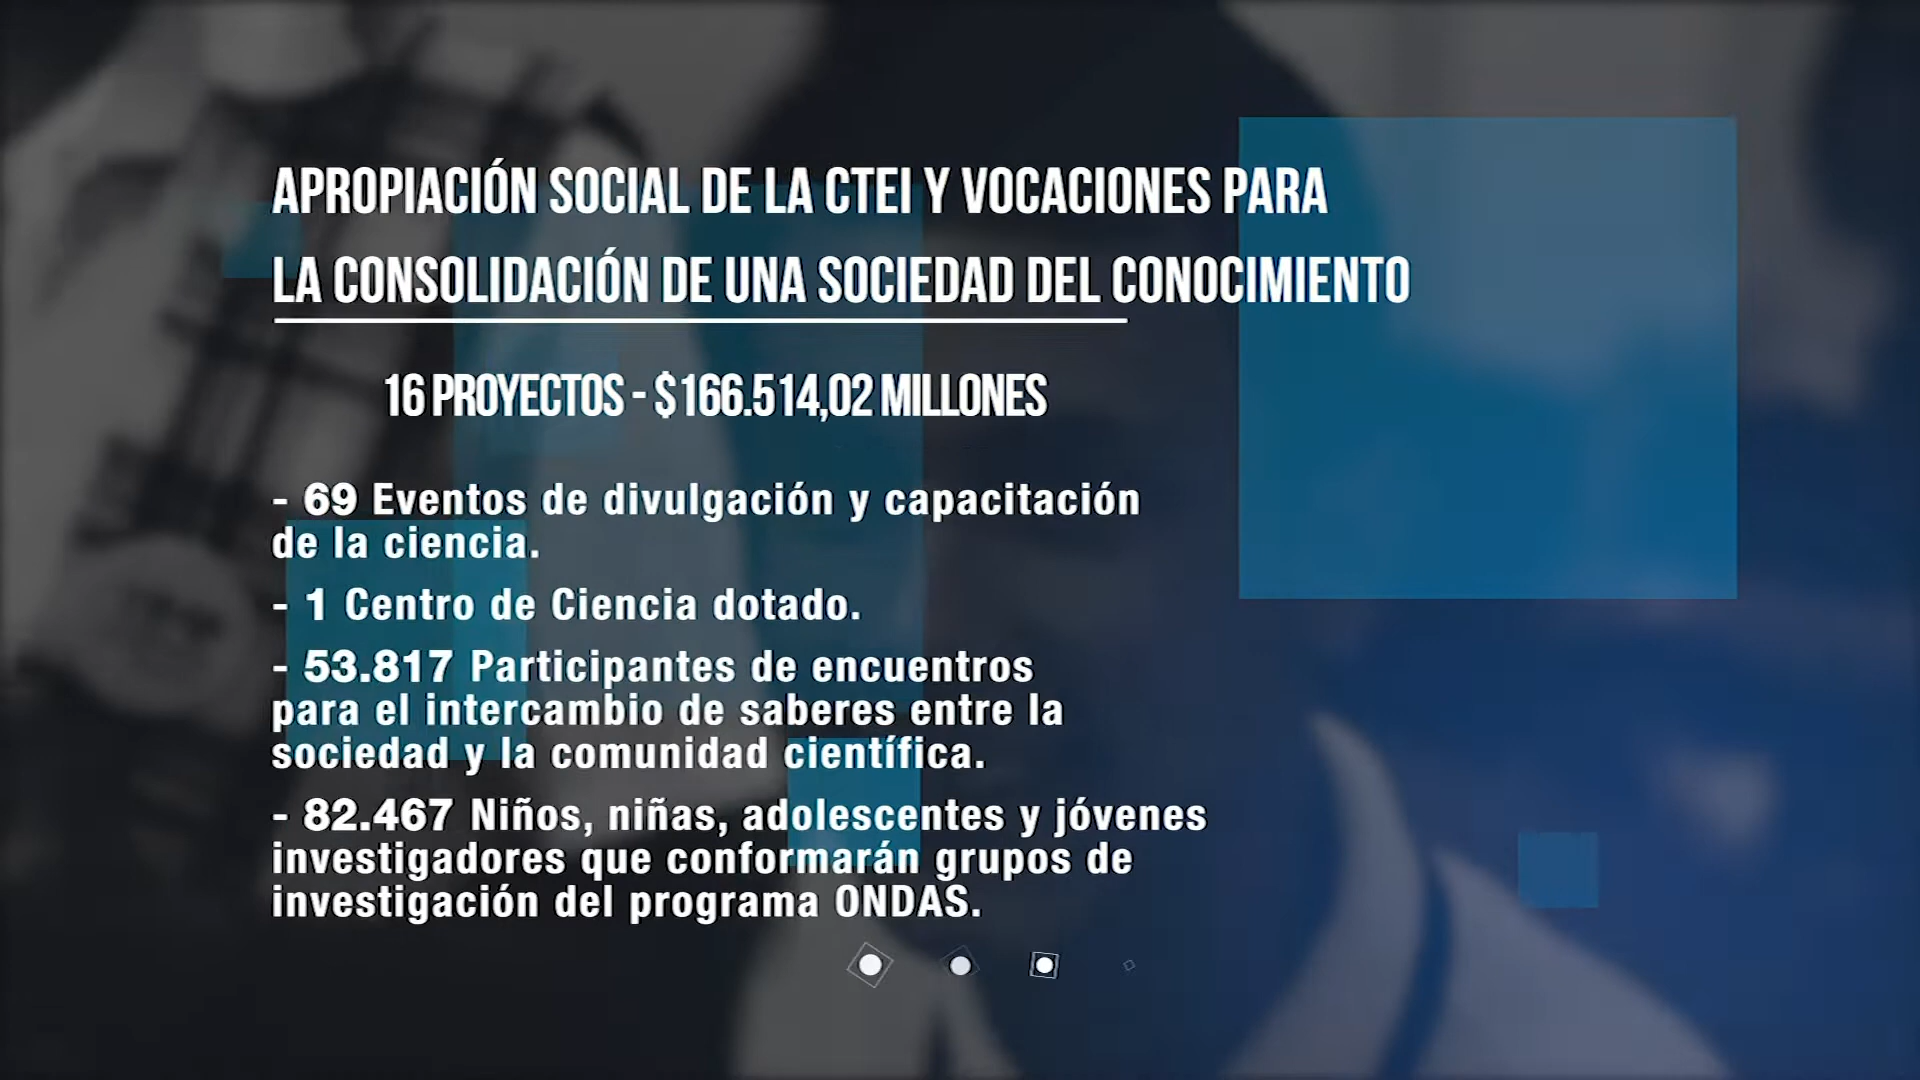 APROPIACIÓN SOCIAL DE LA CTEI Y VOCACIONES PARA
LA CONSOLIDACIÓN DE UNA SOCIEDAD DEL CONOCIMIENTO
16 PROYECTOS - $166.514,02 MILLONES
- 69 Eventos de divulgación y capacitación
de la ciencia.
- 1 Centro de Ciencia dotado.
- 53.817 Participantes de encuentros
para el intercambio de saberes entre la
sociedad y la comunidad científica.
- 82.467 Niños, niñas, adolescentes y jóvenes
investigadores que conformarán grupos de
investigación del programa ONDAS.